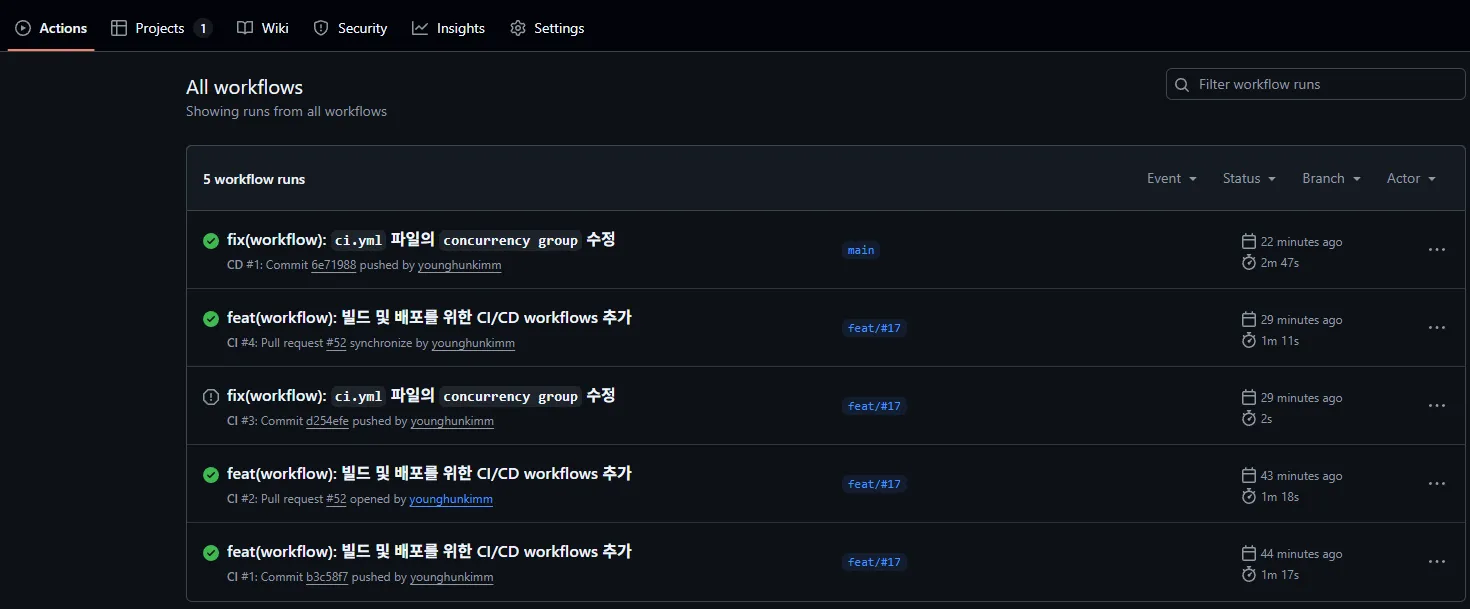 Actions Projects 1 Wiki Security Insights Settings
All workflows
Filter workflow runs
Showing runs from all workflows
5 workflow runs Event Status Branch Actor
fix(workflow): ci.yml 파일의 concurrency group 수정
CD #1: Commit 6e71988 pushed by younghunkimm
main
22 minutes ago
2m 47s
feat(workflow): 빌드 및 배포를 위한 CI/CD workflows 추가
CI #4: Pull request #52 synchronize by younghunkimm
feat/#17
29 minutes ago
1m 11s
fix(workflow): ci.yml 파일의 concurrency group 수정
CI #3: Commit d254efe pushed by younghunkimm
feat/#17
29 minutes ago
2s
feat(workflow): 빌드 및 배포를 위한 CI/CD workflows 추가
CI #2: Pull request #52 opened by younghunkimm
feat/#17
43 minutes ago
1m 18s
feat(workflow): 빌드 및 배포를 위한 CI/CD workflows 추가
CI #1: Commit b3c58f7 pushed by younghunkimm
feat/#17
44 minutes ago
1m 17s